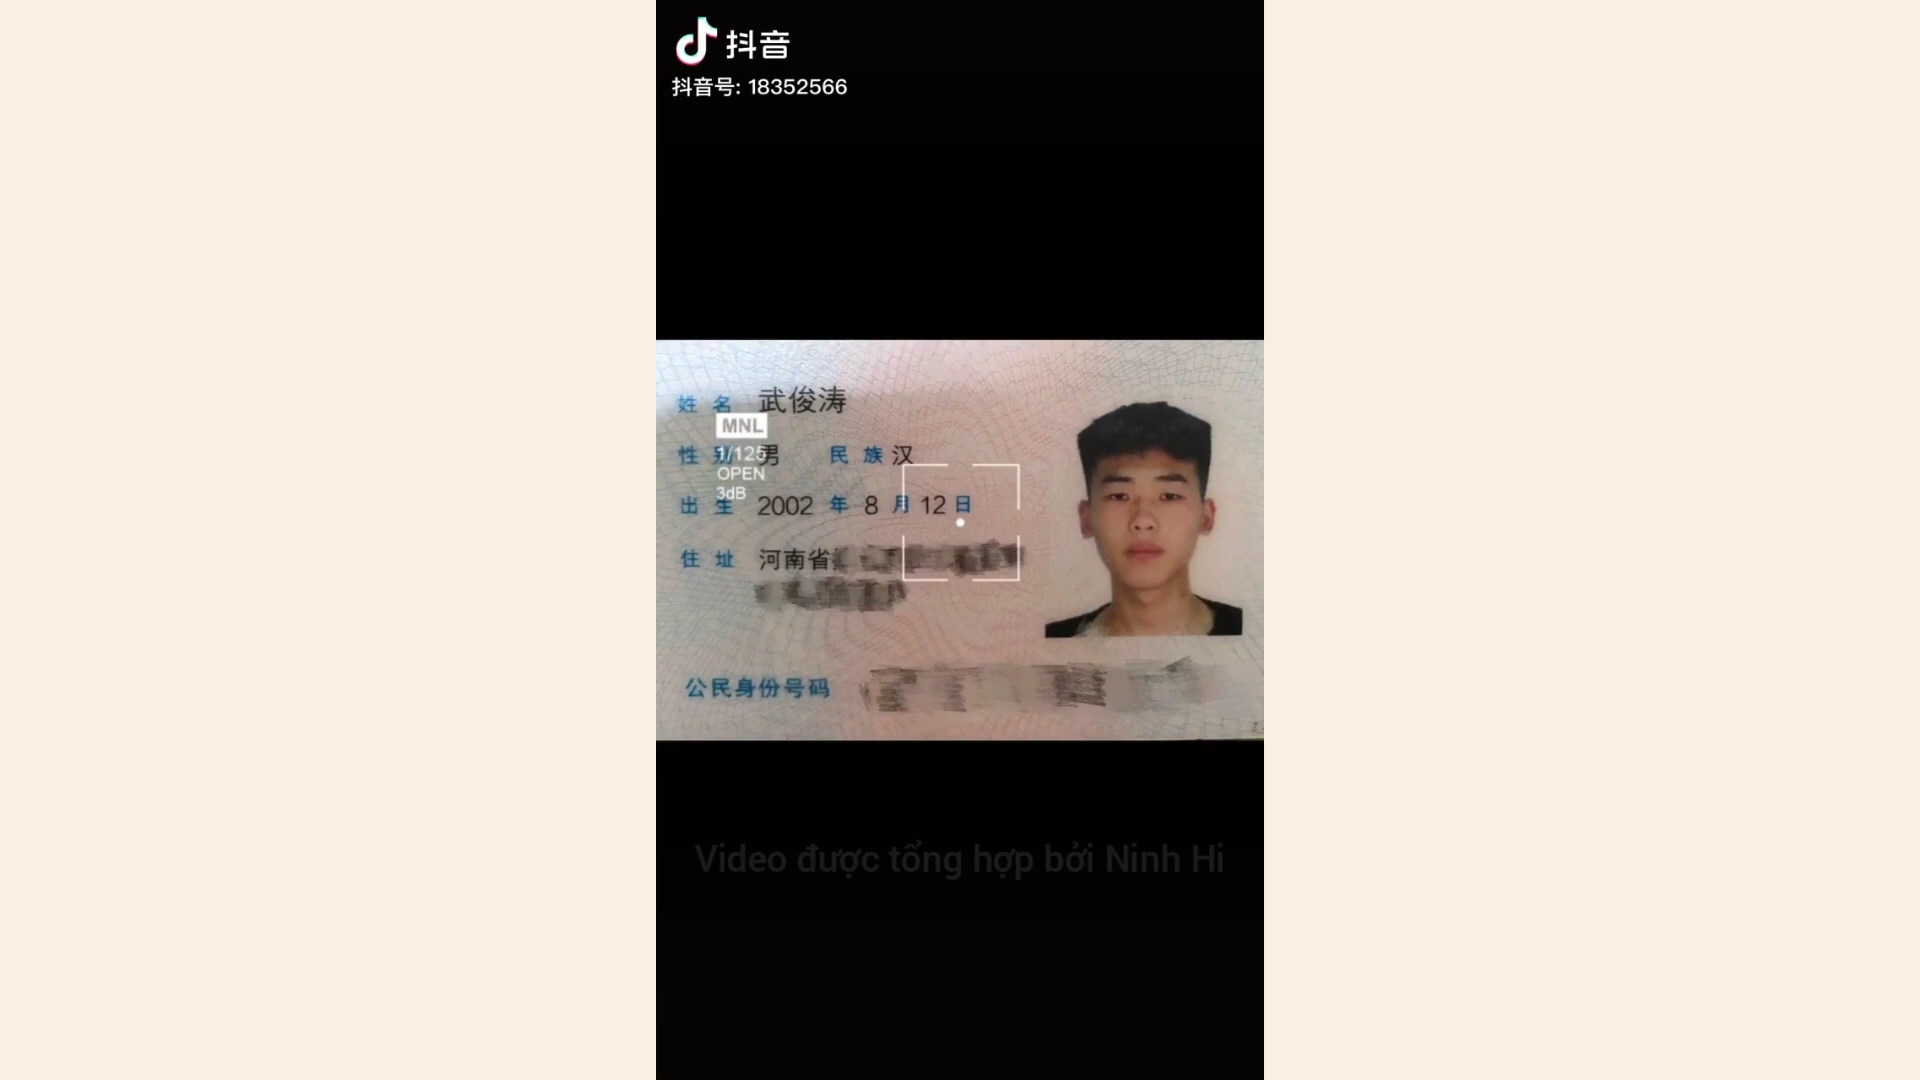 抖音
抖音号: 18352566
姓名 武俊涛
MNL
性别 男 民族 汉
1/125
OPEN
3dB
出生 2002 年 8 月 12 日
住址 河南省
公民身份号码
Video được tổng hợp bởi Ninh Hi